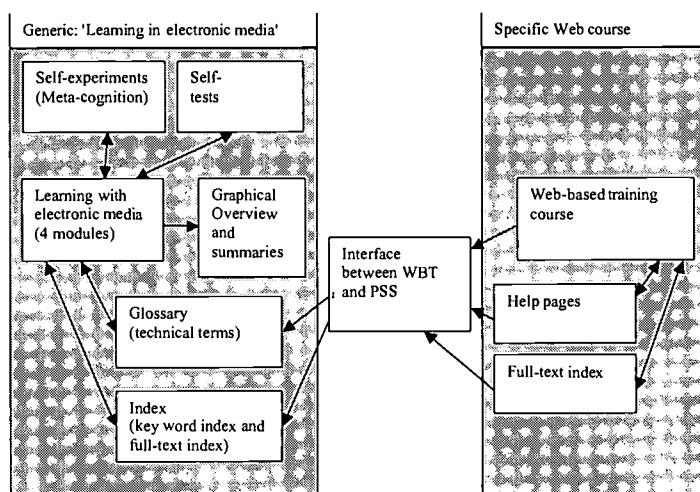 Generic: 'Learning in electronic media'
Self-experiments
(Meta-cognition)
Self-
tests
Learning with
electronic media
(4 modules)
Graphical
Overview
and
summaries
Glossary
(technical terms)
Index
(key word index and
full-text index)
Interface
between WBT
and PSS
Specific Web course
Web-based training
course
Help pages
Full-text index